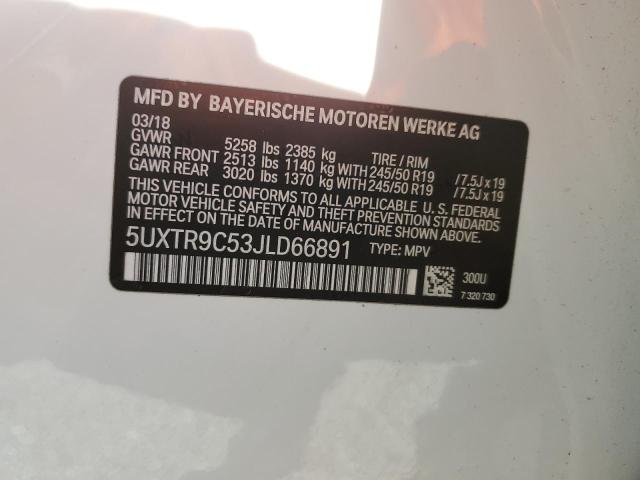 MFD BY BAYERISCHE MOTOREN WERKE AG
03/18
GVWR 5258 lbs 2385 kg TIRE / RIM
GAWR FRONT 2513 lbs 1140 kg WITH 245/50 R19 /7.5J x 19
GAWR REAR 3020 lbs 1370 kg WITH 245/50 R19 /7.5J x 19
THIS VEHICLE CONFORMS TO ALL APPLICABLE U.S. FEDERAL
MOTOR VEHICLE SAFETY, BUMPER, AND THEFT PREVENTION
STANDARDS IN EFFECT ON THE DATE OF MANUFACTURE SHOWN ABOVE.
5UXTR9C53JLD66891 TYPE: MPV
300U
7 320 730